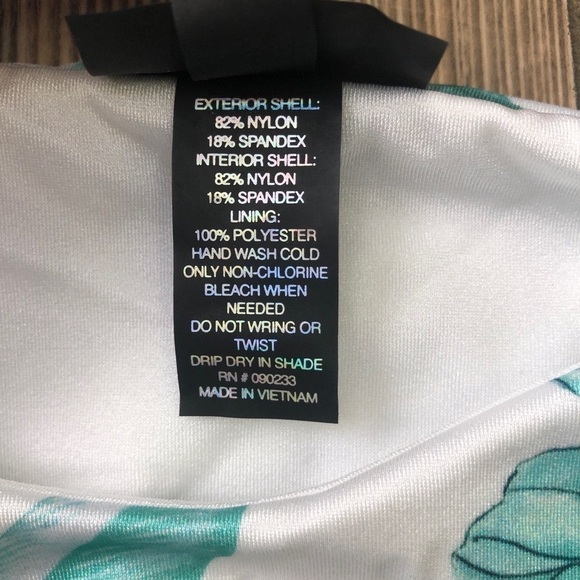 EXTERIOR SHELL:
82% NYLON
18% SPANDEX
INTERIOR SHELL:
82% NYLON
18% SPANDEX
LINING:
100% POLYESTER
HAND WASH COLD
ONLY NON-CHLORINE
BLEACH WHEN
NEEDED
DO NOT WRING OR
TWIST
DRIP DRY IN SHADE
RN # 090233
MADE IN VIETNAM